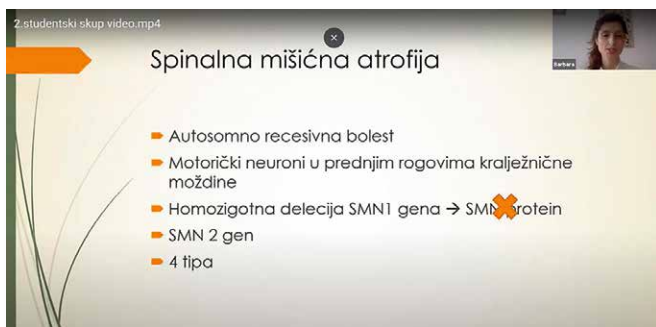 2.studentski skup video.mp4
Spinalna mišićna atrofija
Autosomno recesivna bolest
Motorički neuroni u prednjim rogovima kralježnične
moždine
Homozigotna delecija SMN1 gena → SMN protein
SMN 2 gen
4 tipa
Barbara